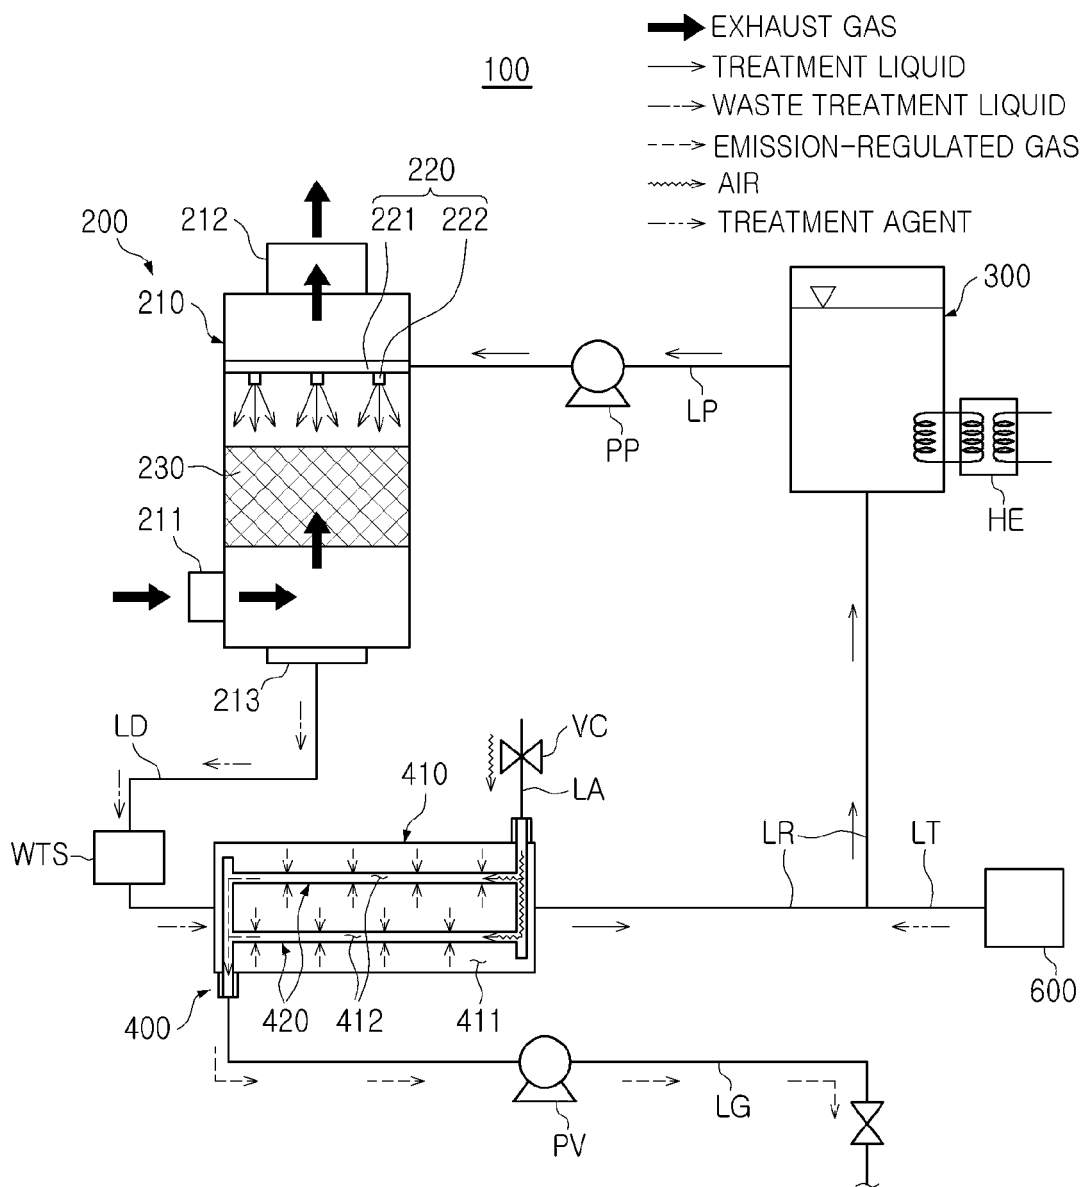 EXHAUST GAS
TREATMENT LIQUID
WASTE TREATMENT LIQUID
EMISSION-REGULATED GAS
AIR
TREATMENT AGENT
100
220
212
221 222
200
210
300
LP
PP
230
HE
211
213
LD
VC
410
LA
WTS
LR
LT
400
420 412 411
600
LG
PV